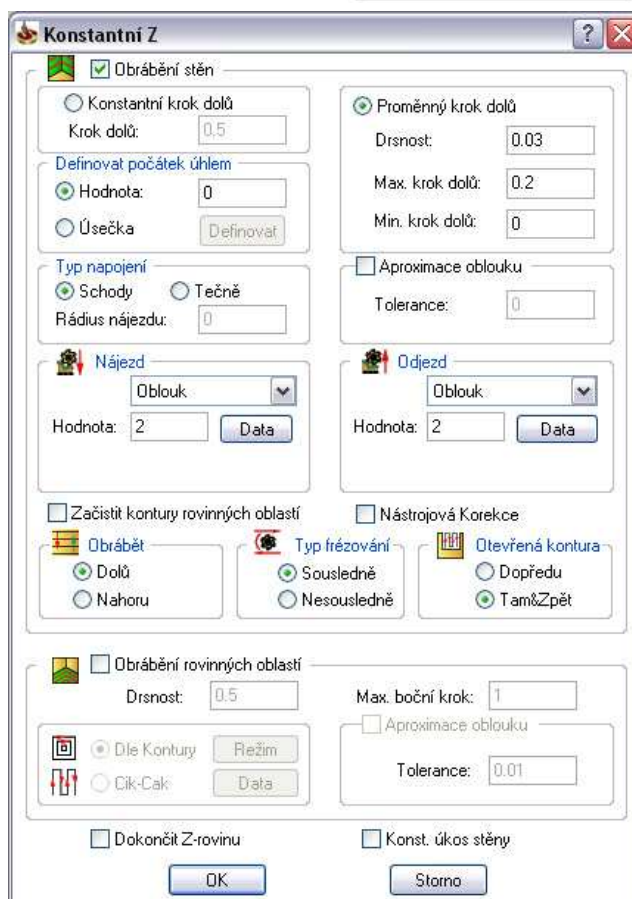 Konstantní Z
Obrábění stěn
Konstantní krok dolů
Krok dolů: 0.5
Proměnný krok dolů
Drsnost: 0.03
Max. krok dolů: 0.2
Min. krok dolů: 0
Definovat počátek úhlem
Hodnota: 0
Úsečka Definovat
Typ napojení
Schody Tečně
Rádius nájezdu: 0
Aproximace oblouku
Tolerance: 0
Nájezd
Oblouk
Hodnota: 2 Data
Odjezd
Oblouk
Hodnota: 2 Data
Začistit kontury rovinných oblastí
Nástrojová Korekce
Obrábět
Dolů
Nahoru
Typ frézování
Sousledně
Nesousledně
Otevřená kontura
Dopředu
Tam&Zpět
Obrábění rovinných oblastí
Drsnost: 0.5
Max. boční krok: 1
Dle Kontury Režim
Cik-Cak Data
Aproximace oblouku
Tolerance: 0.01
Dokončit Z-rovinu
Konst. úkos stěny
OK
Storno